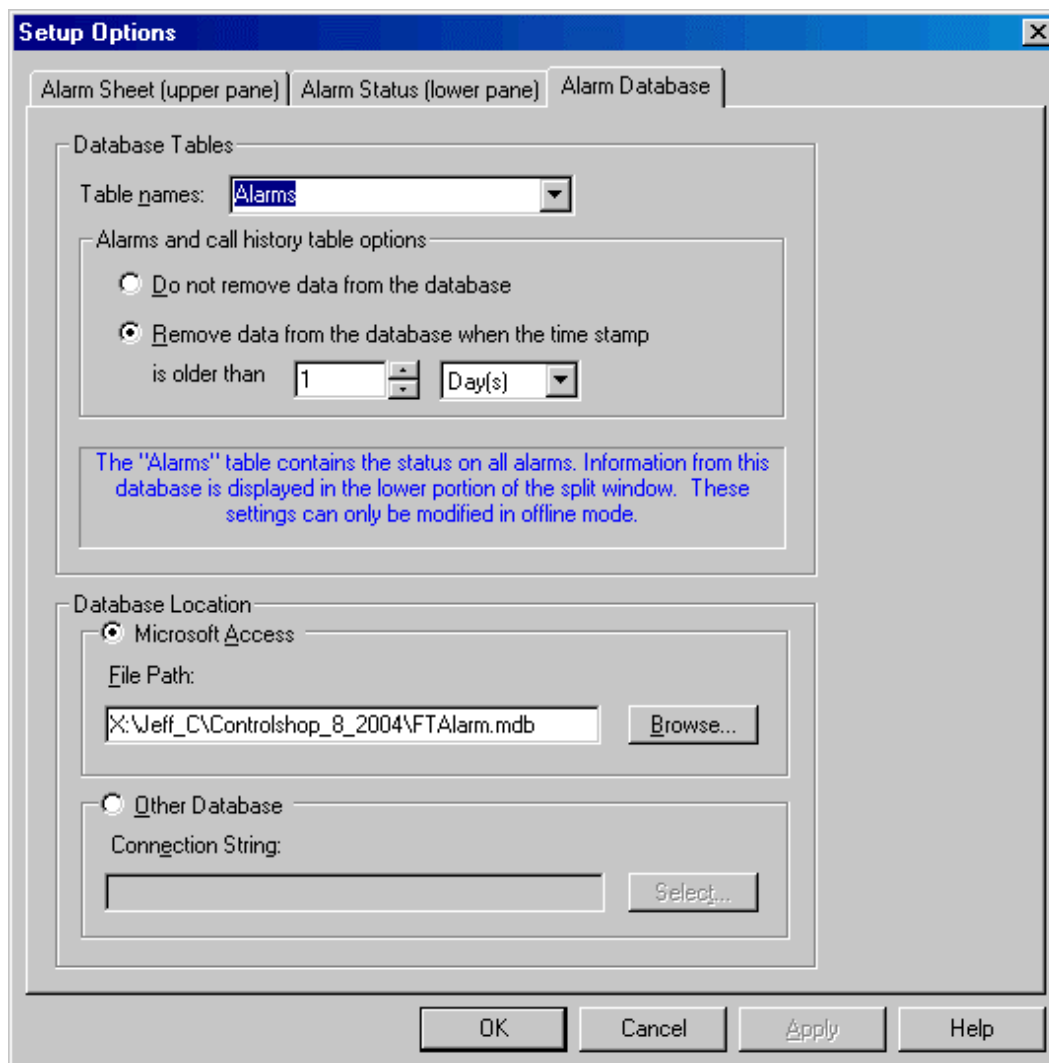 Setup Options
Alarm Sheet (upper pane) Alarm Status (lower pane) Alarm Database
Database Tables
Table names: Alarms
Alarms and call history table options
Do not remove data from the database
Remove data from the database when the time stamp
is older than 1 Day(s)
The "Alarms" table contains the status on all alarms. Information from this
database is displayed in the lower portion of the split window. These
settings can only be modified in offline mode.
Database Location
Microsoft Access
File Path:
X:\Jeff_C\Controlshop_8_2004\FTAlarm.mdb Browse...
Other Database
Connection String:
Select...
OK Cancel Apply Help